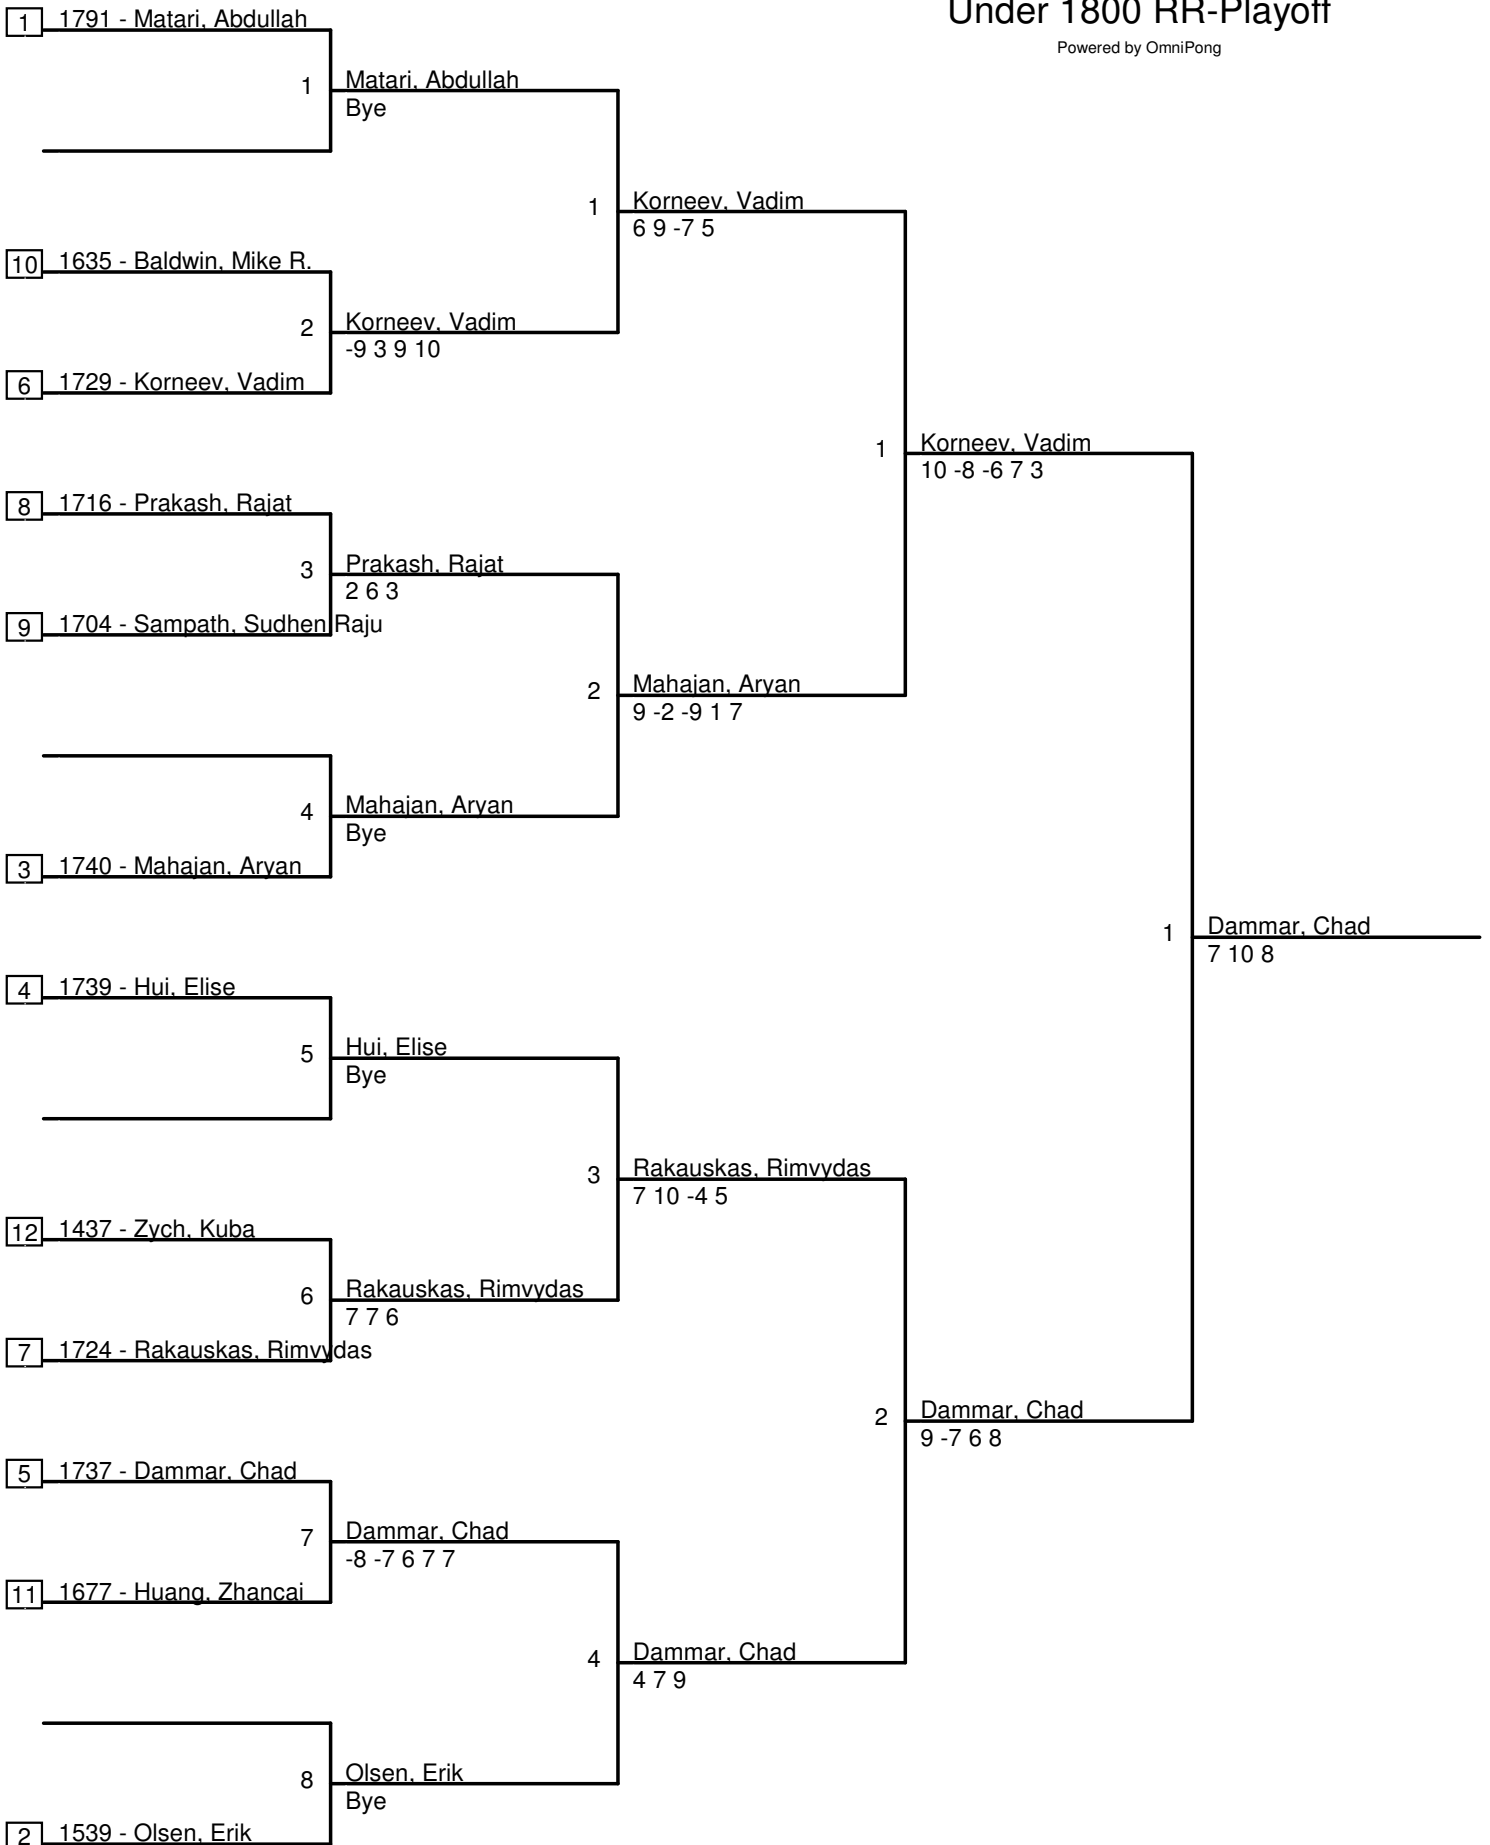 Under 1800 RR-Playoff
Powered by OmniPong
1 1791 - Matari, Abdullah
1 Matari, Abdullah
Bye
1 Korneev, Vadim
6 9 -7 5
10 1635 - Baldwin, Mike R.
2 Korneev, Vadim
-9 3 9 10
6 1729 - Korneev, Vadim
1 Korneev, Vadim
10 -8 -6 7 3
8 1716 - Prakash, Rajat
3 Prakash, Rajat
2 6 3
9 1704 - Sampath, Sudhen Raju
2 Mahajan, Aryan
9 -2 -9 1 7
4 Mahajan, Aryan
Bye
3 1740 - Mahajan, Aryan
1 Dammar, Chad
7 10 8
4 1739 - Hui, Elise
5 Hui, Elise
Bye
3 Rakauskas, Rimvydas
7 10 -4 5
12 1437 - Zych, Kuba
6 Rakauskas, Rimvydas
7 7 6
7 1724 - Rakauskas, Rimvydas
2 Dammar, Chad
9 -7 6 8
5 1737 - Dammar, Chad
7 Dammar, Chad
-8 -7 6 7 7
11 1677 - Huang, Zhancai
4 Dammar, Chad
4 7 9
8 Olsen, Erik
Bye
2 1539 - Olsen, Erik